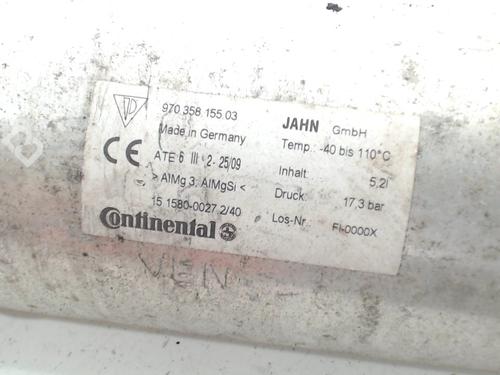 970.358.155.03
Made in Germany
CE
ATE 6 III 2-25/09
> AlMg 3; AlMgSi <
15.1580-0027.2/40
Continental
JAHN GmbH
Temp.: -40 bis 110°C
Inhalt: 5,2l
Druck: 17,3 bar
Los-Nr.: FI-0000X